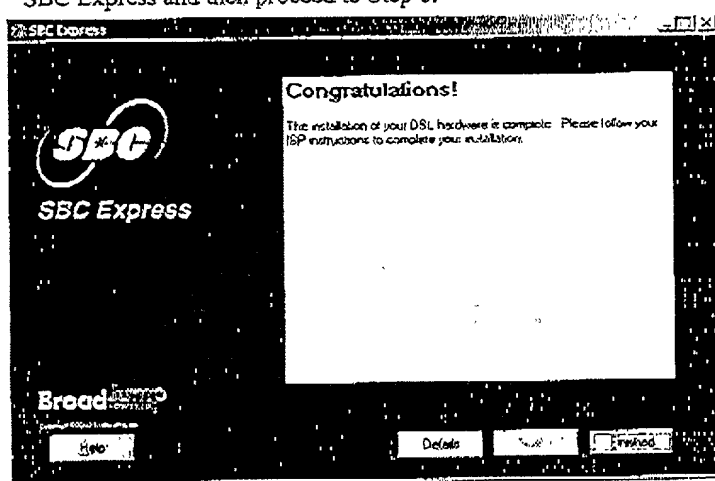 SBC Express and then proceed to Step
SBC Express
Congratulations!
The installation of your DSL hardware is complete. Please follow your
ISP instructions to complete your installation.
SBC
SBC Express
Broad
Help
Details
Finished